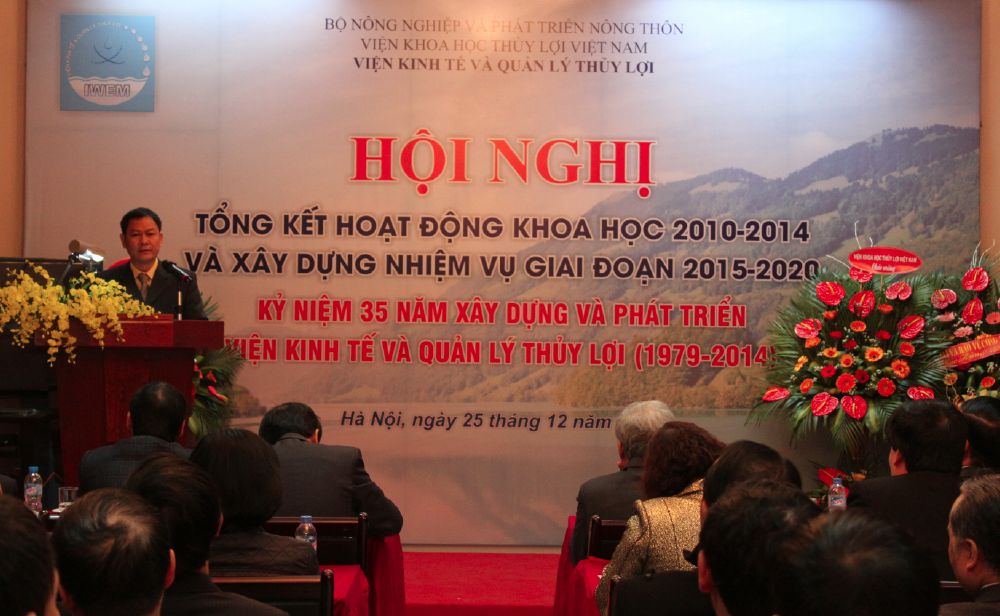 BỘ NÔNG NGHIỆP VÀ PHÁT TRIỂN NÔNG THÔN
VIỆN KHOA HỌC THỦY LỢI VIỆT NAM
VIỆN KINH TẾ VÀ QUẢN LÝ THỦY LỢI
IWEM
HỘI NGHỊ
TỔNG KẾT HOẠT ĐỘNG KHOA HỌC 2010-2014
VÀ XÂY DỰNG NHIỆM VỤ GIAI ĐOẠN 2015-2020
KỶ NIỆM 35 NĂM XÂY DỰNG VÀ PHÁT TRIỂN
VIỆN KINH TẾ VÀ QUẢN LÝ THỦY LỢI (1979-2014)
Hà Nội, ngày 25 tháng 12 năm
VIỆN KHOA HỌC THỦY LỢI VIỆT NAM